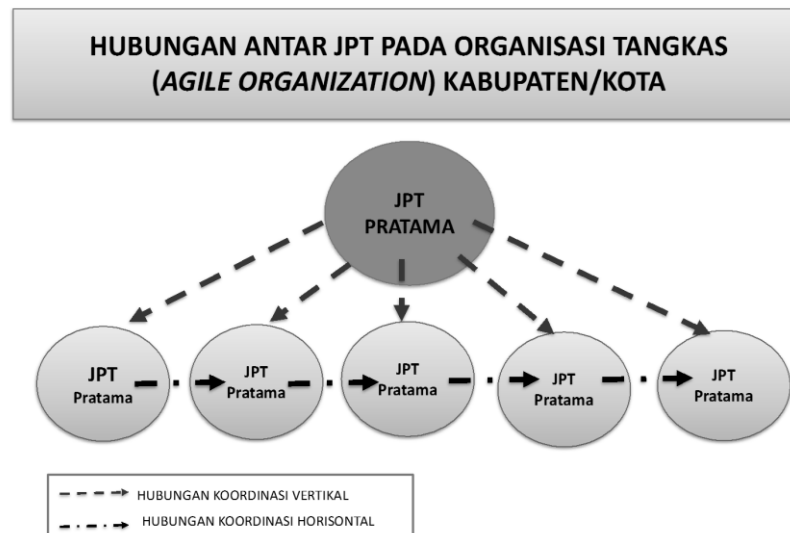 HUBUNGAN ANTAR JPT PADA ORGANISASI TANGKAS
(AGILE ORGANIZATION) KABUPATEN/KOTA
JPT
PRATAMA
JPT
Pratama
JPT
Pratama
JPT
Pratama
JPT
Pratama
JPT
Pratama
HUBUNGAN KOORDINASI VERTIKAL
HUBUNGAN KOORDINASI HORISONTAL